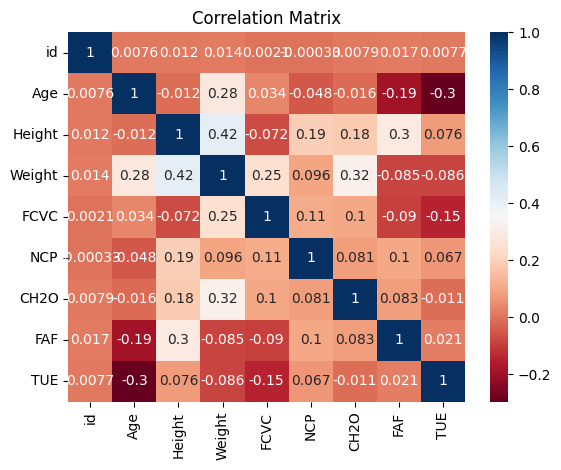 Correlation Matrix
id 1 0.0076 0.012 0.014 0.0021 -0.00033 0.0079 0.017 0.0077
Age 0.0076 1 -0.012 0.28 0.034 -0.048 -0.016 -0.19 -0.3
Height 0.012 -0.012 1 0.42 -0.072 0.19 0.18 0.3 0.076
Weight 0.014 0.28 0.42 1 0.25 0.096 0.32 -0.085 -0.086
FCVC 0.0021 0.034 -0.072 0.25 1 0.11 0.1 -0.09 -0.15
NCP -0.00033 -0.048 0.19 0.096 0.11 1 0.081 0.1 0.067
CH2O 0.0079 -0.016 0.18 0.32 0.1 0.081 1 0.083 -0.011
FAF 0.017 -0.19 0.3 -0.085 -0.09 0.1 0.083 1 0.021
TUE 0.0077 -0.3 0.076 -0.086 -0.15 0.067 -0.011 0.021 1
id Age Height Weight FCVC NCP CH2O FAF TUE
1.0
0.8
0.6
0.4
0.2
0.0
−0.2